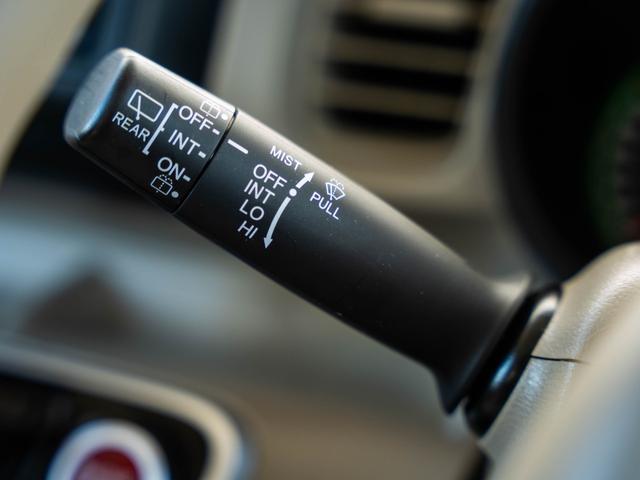 REAR
OFF
INT
ON
MIST
OFF
INT
LO
HI
PULL